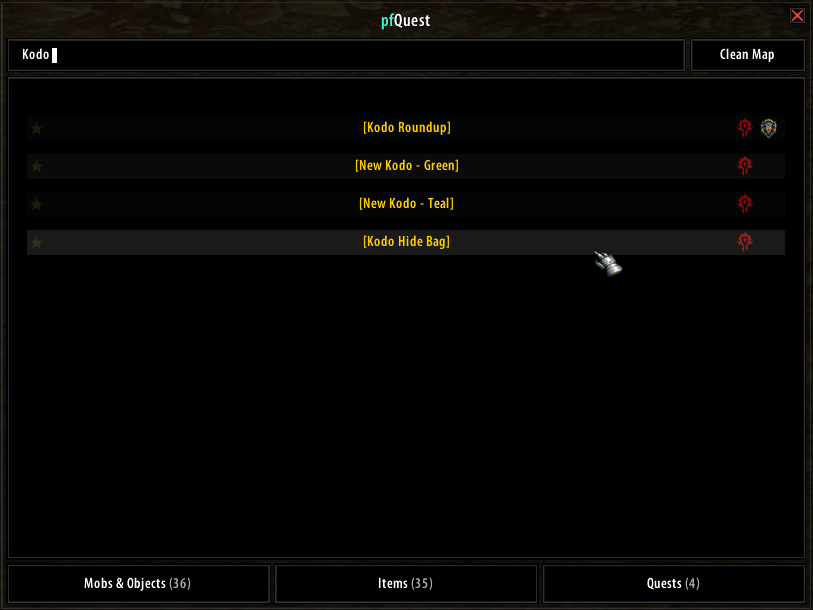 pfQuest
Kodo
Clean Map
[Kodo Roundup]
[New Kodo - Green]
[New Kodo - Teal]
[Kodo Hide Bag]
Mobs & Objects (36)
Items (35)
Quests (4)